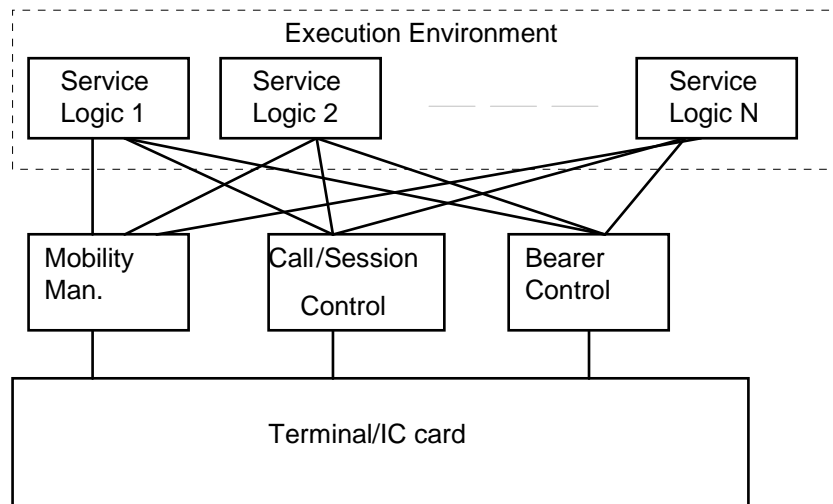 Execution Environment
Service
Logic 1
Service
Logic 2
Service
Logic N
Mobility
Man.
Call/Session
Control
Bearer
Control
Terminal/IC card